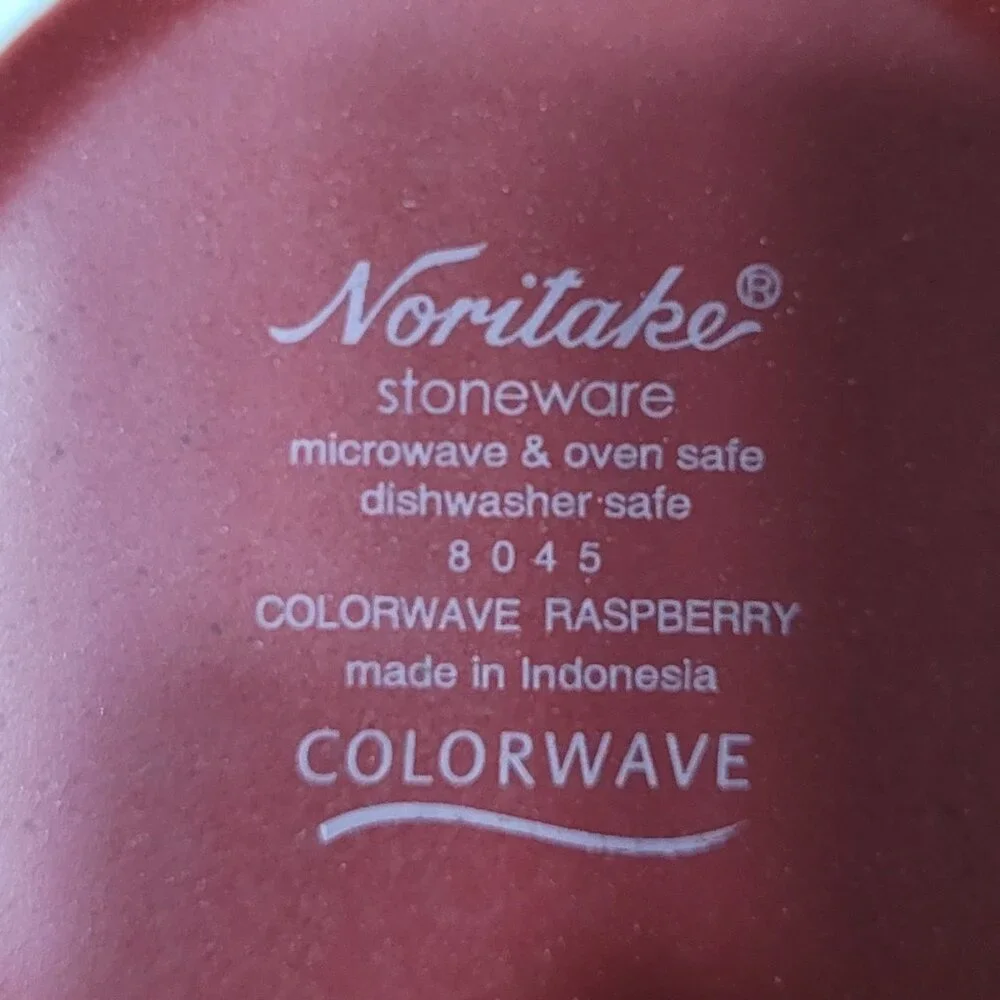 Noritake®
stoneware
microwave & oven safe
dishwasher safe
8045
COLORWAVE RASPBERRY
made in Indonesia
COLORWAVE